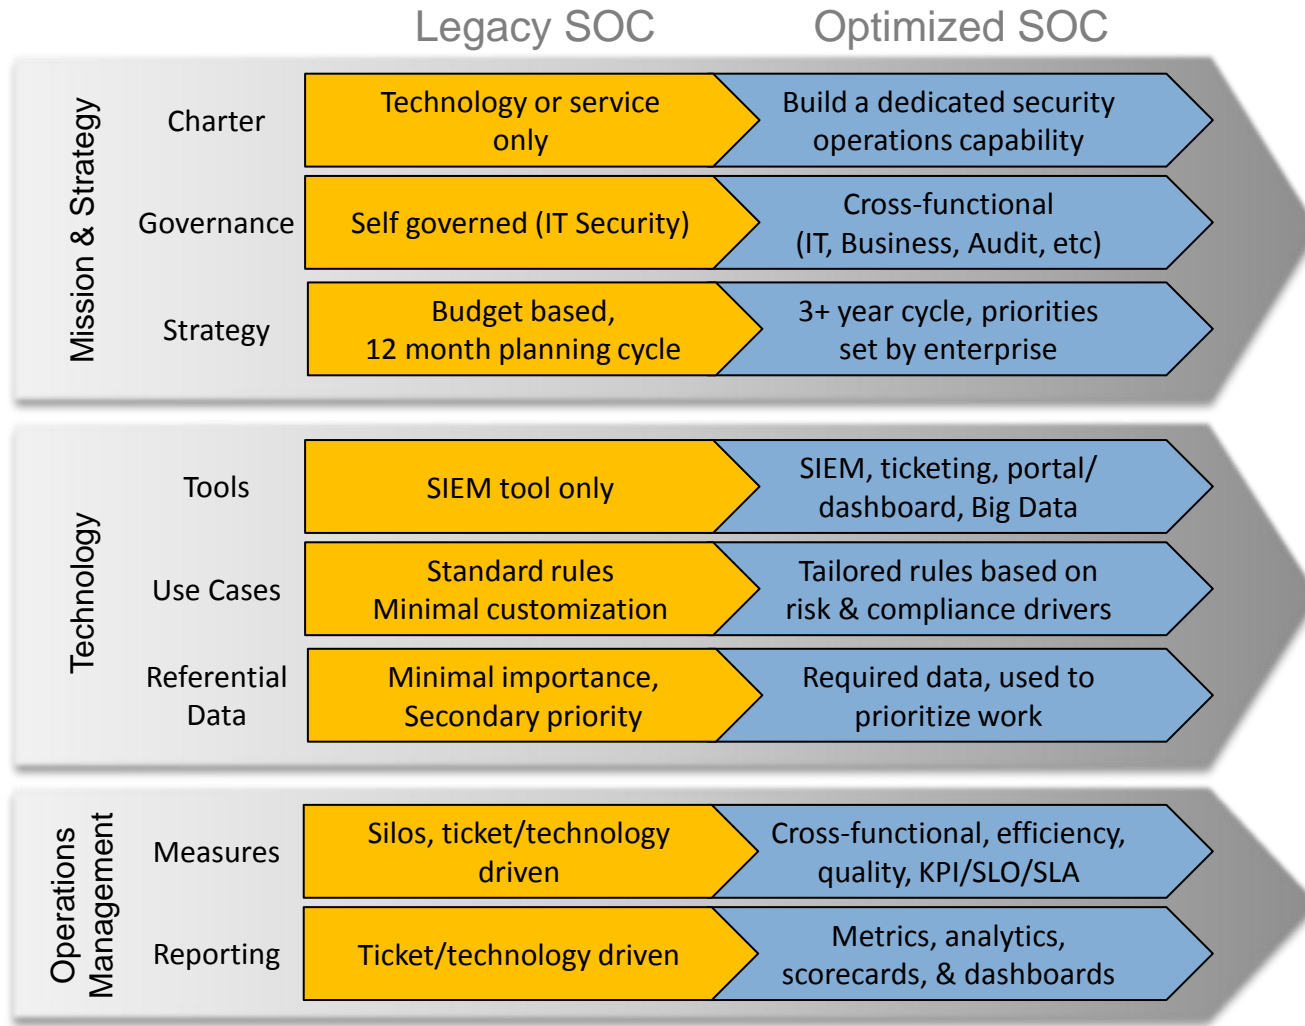 Legacy SOC
Optimized SOC
Mission & Strategy
Charter
Technology or service
only
Build a dedicated security
operations capability
Governance
Self governed (IT Security)
Cross-functional
(IT, Business, Audit, etc)
Strategy
Budget based,
12 month planning cycle
3+ year cycle, priorities
set by enterprise
Technology
Tools
SIEM tool only
SIEM, ticketing, portal/
dashboard, Big Data
Use Cases
Standard rules
Minimal customization
Tailored rules based on
risk & compliance drivers
Referential
Data
Minimal importance,
Secondary priority
Required data, used to
prioritize work
Operations
Management
Measures
Silos, ticket/technology
driven
Cross-functional, efficiency,
quality, KPI/SLO/SLA
Reporting
Ticket/technology driven
Metrics, analytics,
scorecards, & dashboards